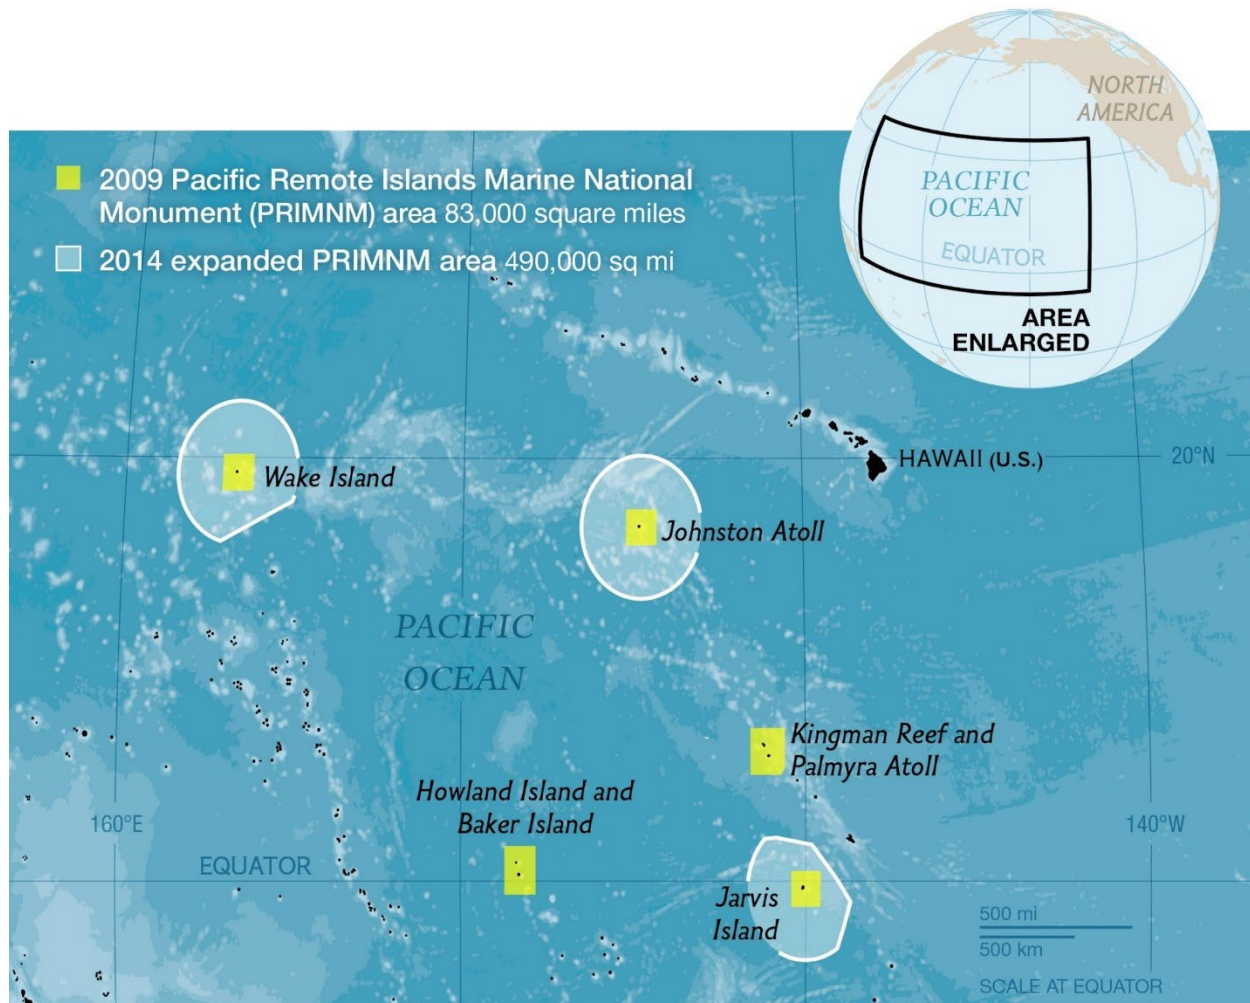 NORTH
AMERICA
PACIFIC
OCEAN
EQUATOR
AREA
ENLARGED
2009 Pacific Remote Islands Marine National
Monument (PRIMNM) area 83,000 square miles
2014 expanded PRIMNM area 490,000 sq mi
HAWAII (U.S.)
20°N
Wake Island
Johnston Atoll
PACIFIC
OCEAN
Kingman Reef and
Palmyra Atoll
Howland Island and
Baker Island
160°E
140°W
EQUATOR
Jarvis
Island
500 mi
500 km
SCALE AT EQUATOR